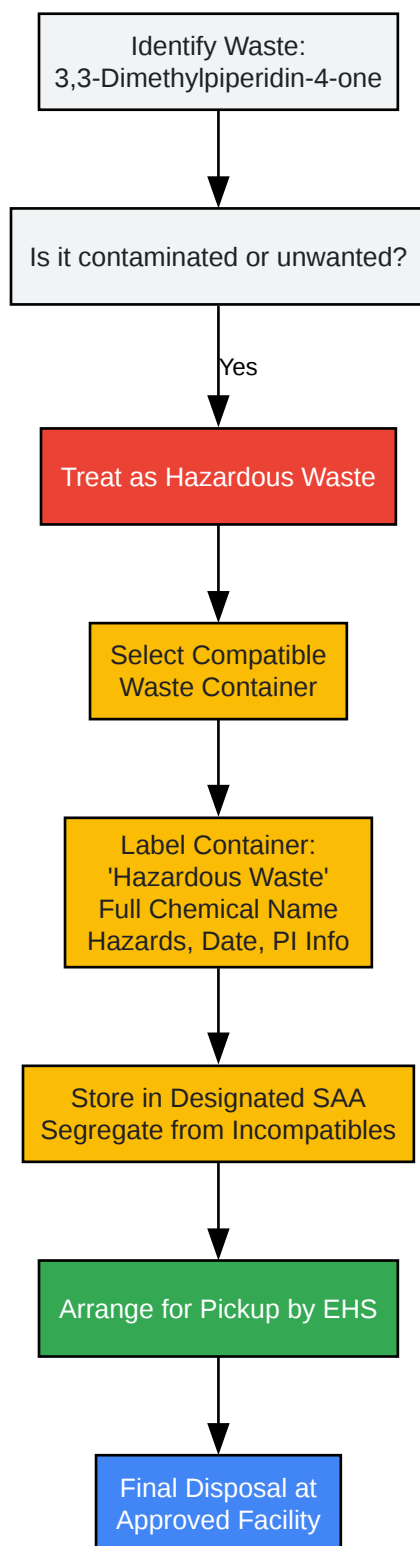 Identify Waste:
3,3-Dimethylpiperidin-4-one
Is it contaminated or unwanted?
Yes
Treat as Hazardous Waste
Select Compatible
Waste Container
Label Container:
'Hazardous Waste'
Full Chemical Name
Hazards, Date, PI Info
Store in Designated SAA
Segregate from Incompatibles
Arrange for Pickup by EHS
Final Disposal at
Approved Facility